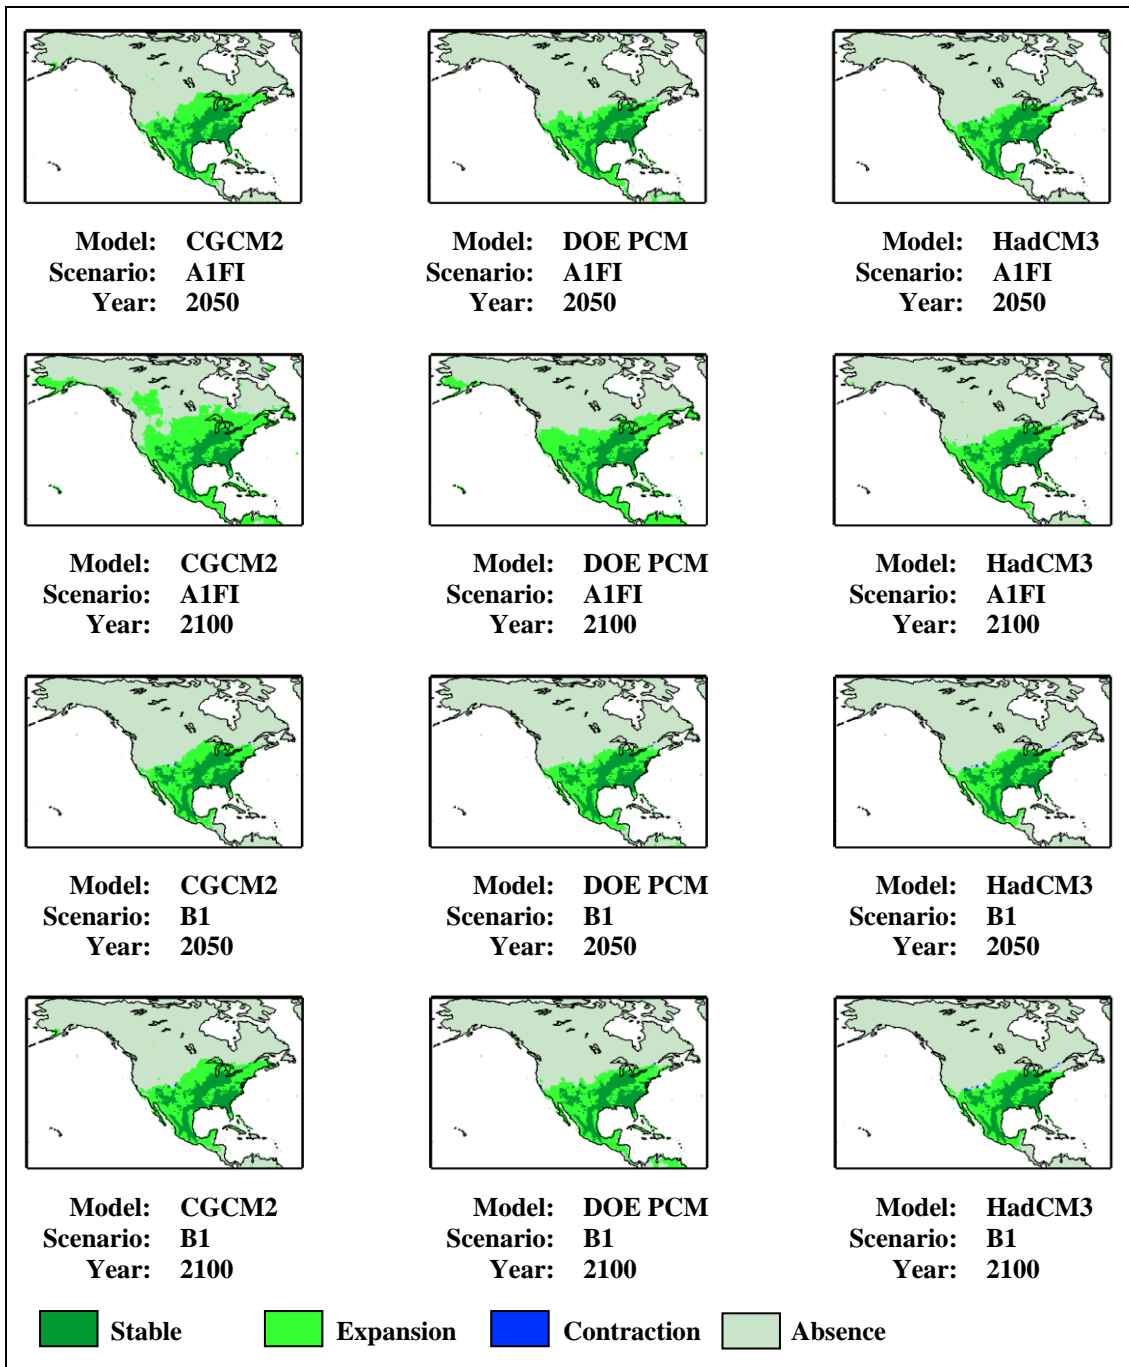 Model: CGCM2
Scenario: A1FI
Year: 2050
Model: DOE PCM
Scenario: A1FI
Year: 2050
Model: HadCM3
Scenario: A1FI
Year: 2050
Model: CGCM2
Scenario: A1FI
Year: 2100
Model: DOE PCM
Scenario: A1FI
Year: 2100
Model: HadCM3
Scenario: A1FI
Year: 2100
Model: CGCM2
Scenario: B1
Year: 2050
Model: DOE PCM
Scenario: B1
Year: 2050
Model: HadCM3
Scenario: B1
Year: 2050
Model: CGCM2
Scenario: B1
Year: 2100
Model: DOE PCM
Scenario: B1
Year: 2100
Model: HadCM3
Scenario: B1
Year: 2100
Stable Expansion Contraction Absence